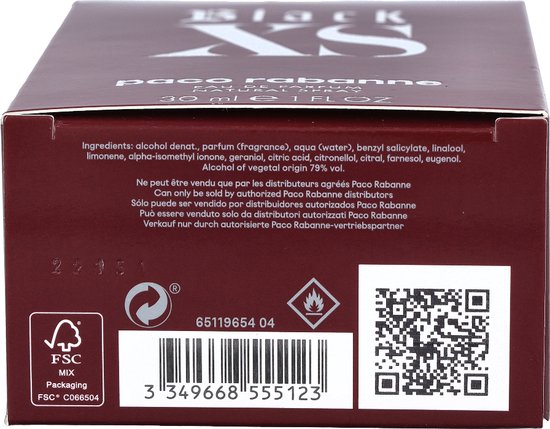 Black
XS
paco rabanne
EAU DE PARFUM
NATURAL SPRAY
30 ml e 1 FL OZ
Ingredients: alcohol denat., parfum (fragrance), aqua (water), benzyl salicylate, linalool,
limonene, alpha-isomethyl ionone, geraniol, citric acid, citronellol, citral, farnesol, eugenol.
Alcohol of vegetal origin 79% vol.
Ne peut être vendu que par les distributeurs agréés Paco Rabanne
Can only be sold by authorized Paco Rabanne distributors
Sólo puede ser vendido por distribuidores autorizados Paco Rabanne
Può essere venduto solo da distributori autorizzati Paco Rabanne
Verkauf nur durch autorisierte Paco Rabanne-vertriebspartner
®
65119654 04
FSC
MIX
Packaging
FSC® C066504
3 349668 555123